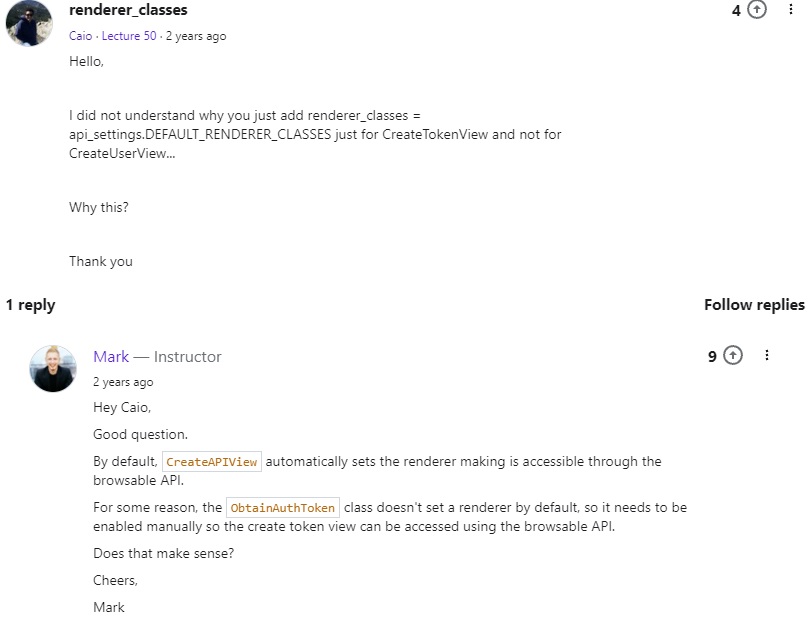 renderer_classes
4
Caio · Lecture 50 · 2 years ago
Hello,
I did not understand why you just add renderer_classes =
api_settings.DEFAULT_RENDERER_CLASSES just for CreateTokenView and not for
CreateUserView...
Why this?
Thank you
1 reply
Follow replies
Mark — Instructor
9
2 years ago
Hey Caio,
Good question.
By default, CreateAPIView automatically sets the renderer making is accessible through the
browsable API.
For some reason, the ObtainAuthToken class doesn't set a renderer by default, so it needs to be
enabled manually so the create token view can be accessed using the browsable API.
Does that make sense?
Cheers,
Mark